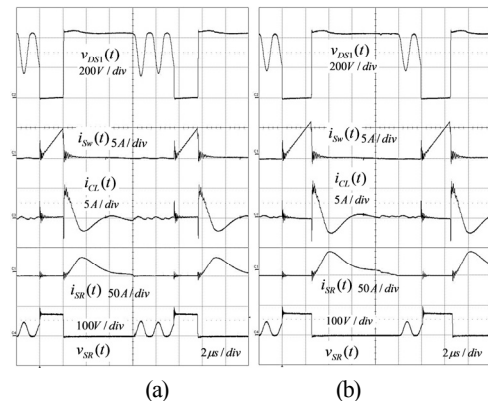 v_DS1(t)
200V/div
i_Sw(t) 5A/div
i_CL(t)
5A/div
i_SR(t) 50A/div
100V/div
v_SR(t) 2μs/div
(a)
v_DS1(t)
200V/div
i_Sw(t) 5A/div
i_CL(t)
5A/div
i_SR(t) 50A/div
100V/div
v_SR(t) 2μs/div
(b)